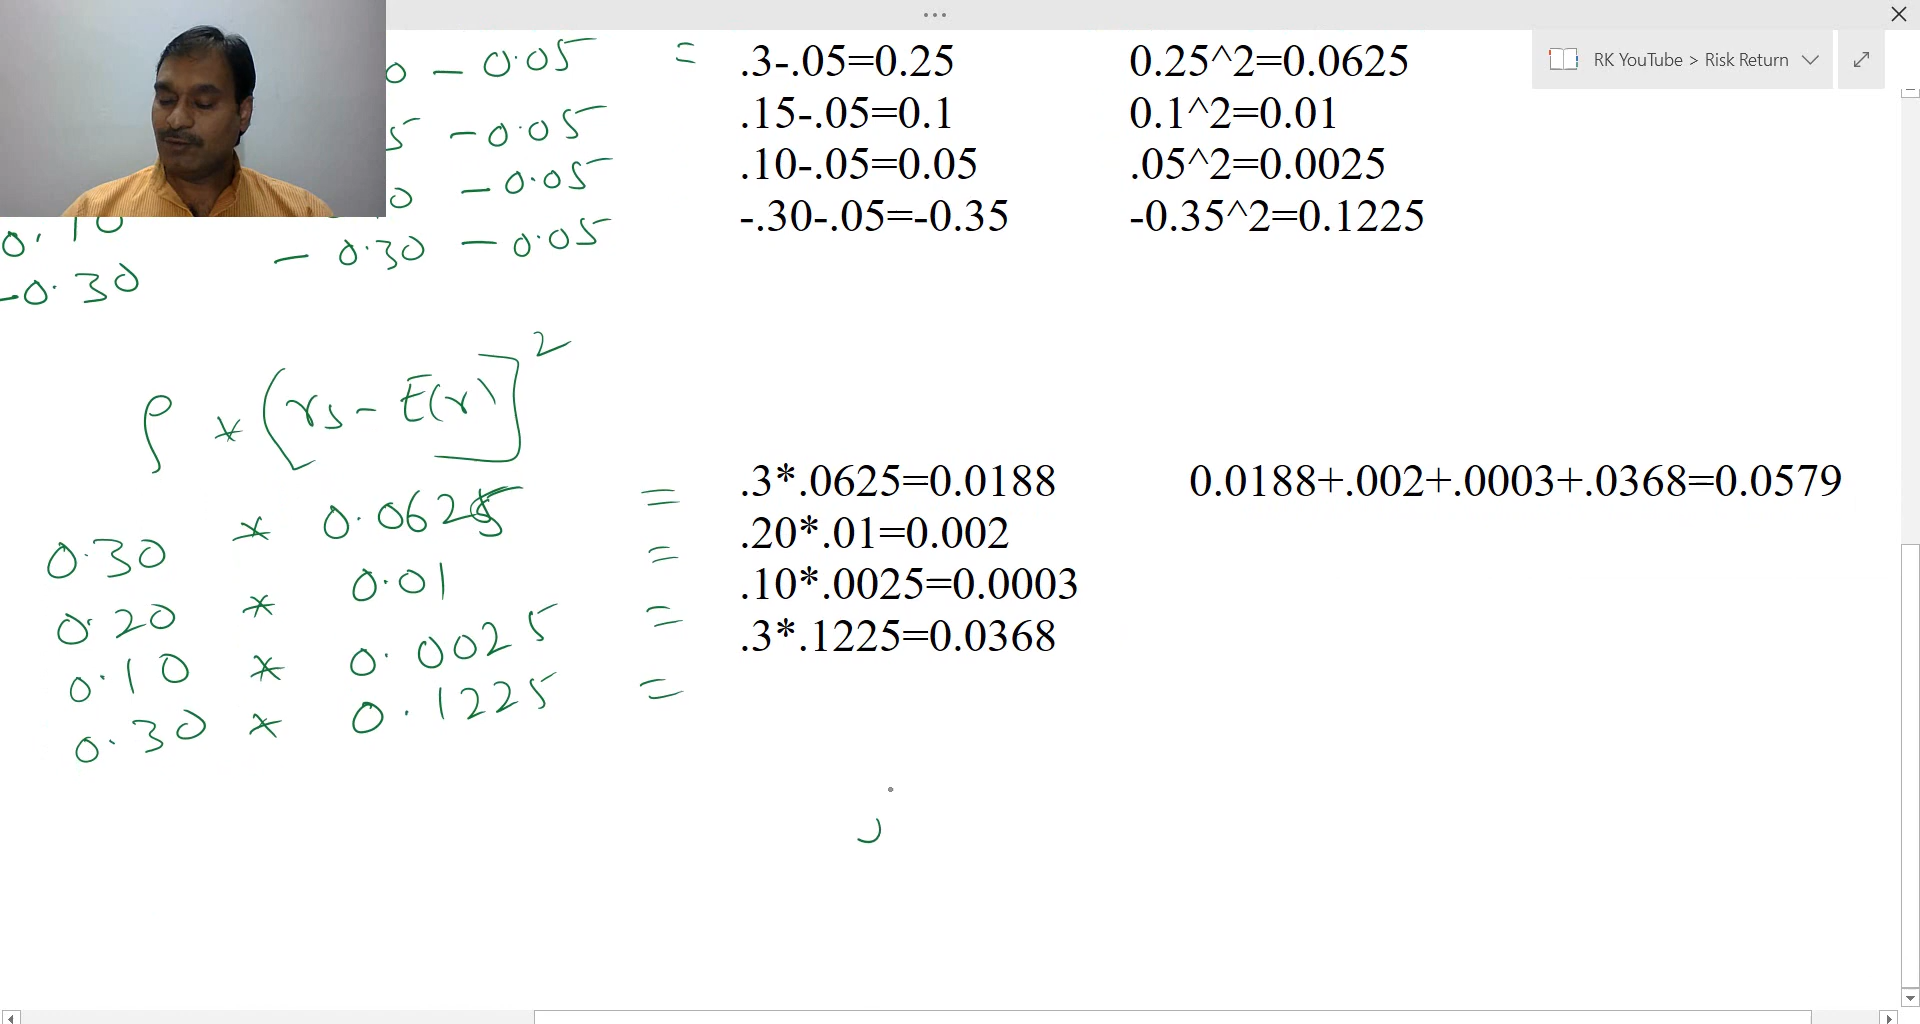 RK YouTube > Risk Return
0 - 0.05 = .3-.05=0.25 0.25^2=0.0625
5 - 0.05 .15-.05=0.1 0.1^2=0.01
0 - 0.05 .10-.05=0.05 .05^2=0.0025
0.10 - 0.30 - 0.05 -.30-.05=-0.35 -0.35^2=0.1225
-0.30
p * [rs - E(r)]^2
0.30 * 0.0625 = .3*.0625=0.0188 0.0188+.002+.0003+.0368=0.0579
0.20 * 0.01 = .20*.01=0.002
0.10 * 0.0025 = .10*.0025=0.0003
0.30 * 0.1225 = .3*.1225=0.0368